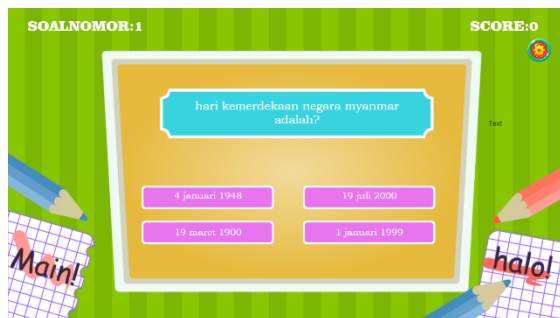 SOALNOMOR:1
SCORE:0
hari kemerdekaan negara myanmar
adalah?
Text
4 januari 1948
19 juli 2000
19 maret 1900
1 januari 1999
Main!
halo!